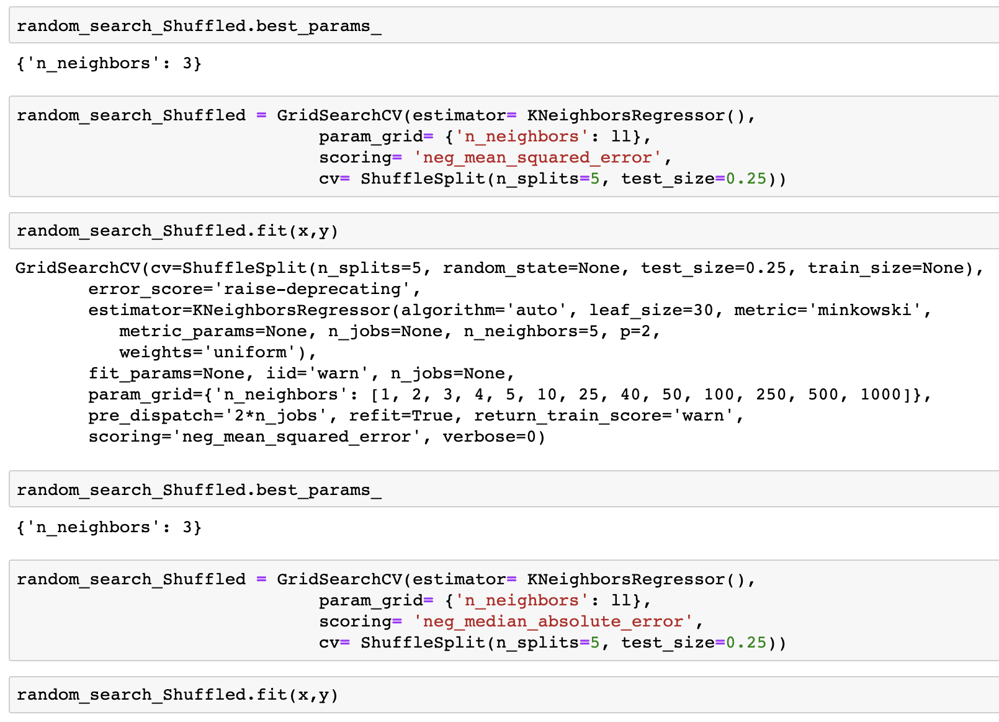 random_search_Shuffled.best_params_
{'n_neighbors': 3}
random_search_Shuffled = GridSearchCV(estimator= KNeighborsRegressor(),
param_grid= {'n_neighbors': ll},
scoring= 'neg_mean_squared_error',
cv= ShuffleSplit(n_splits=5, test_size=0.25))
random_search_Shuffled.fit(x,y)
GridSearchCV(cv=ShuffleSplit(n_splits=5, random_state=None, test_size=0.25, train_size=None),
error_score='raise-deprecating',
estimator=KNeighborsRegressor(algorithm='auto', leaf_size=30, metric='minkowski',
metric_params=None, n_jobs=None, n_neighbors=5, p=2,
weights='uniform'),
fit_params=None, iid='warn', n_jobs=None,
param_grid={'n_neighbors': [1, 2, 3, 4, 5, 10, 25, 40, 50, 100, 250, 500, 1000]},
pre_dispatch='2*n_jobs', refit=True, return_train_score='warn',
scoring='neg_mean_squared_error', verbose=0)
random_search_Shuffled.best_params_
{'n_neighbors': 3}
random_search_Shuffled = GridSearchCV(estimator= KNeighborsRegressor(),
param_grid= {'n_neighbors': ll},
scoring= 'neg_median_absolute_error',
cv= ShuffleSplit(n_splits=5, test_size=0.25))
random_search_Shuffled.fit(x,y)